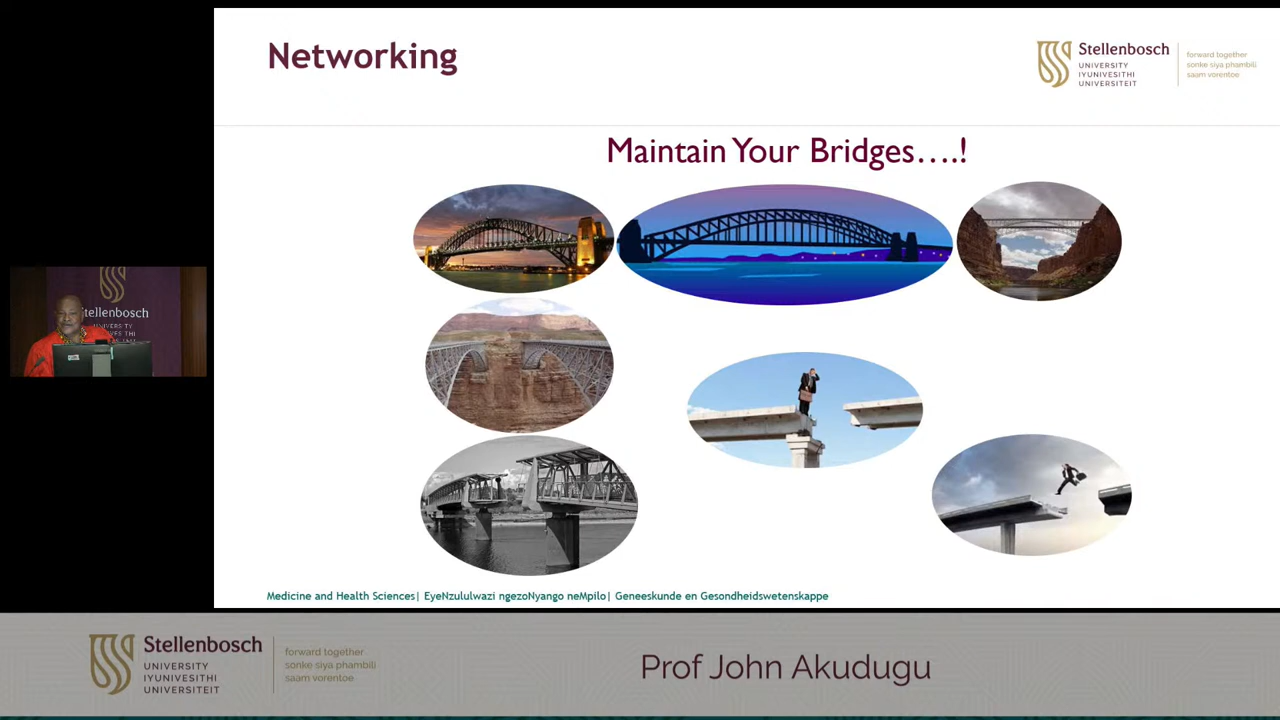 Networking
Stellenbosch
UNIVERSITY
IYUNIVESITHI
UNIVERSITEIT
forward together
sonke siya phambili
saam vorentoe
Maintain Your Bridges….!
Stellenbosch
Medicine and Health Sciences| EyeNzululwazi ngezoNyango neMpilo| Geneeskunde en Gesondheidswetenskappe
Stellenbosch
UNIVERSITY
IYUNIVESITHI
UNIVERSITEIT
forward together
sonke siya phambili
saam vorentoe
Prof John Akudugu